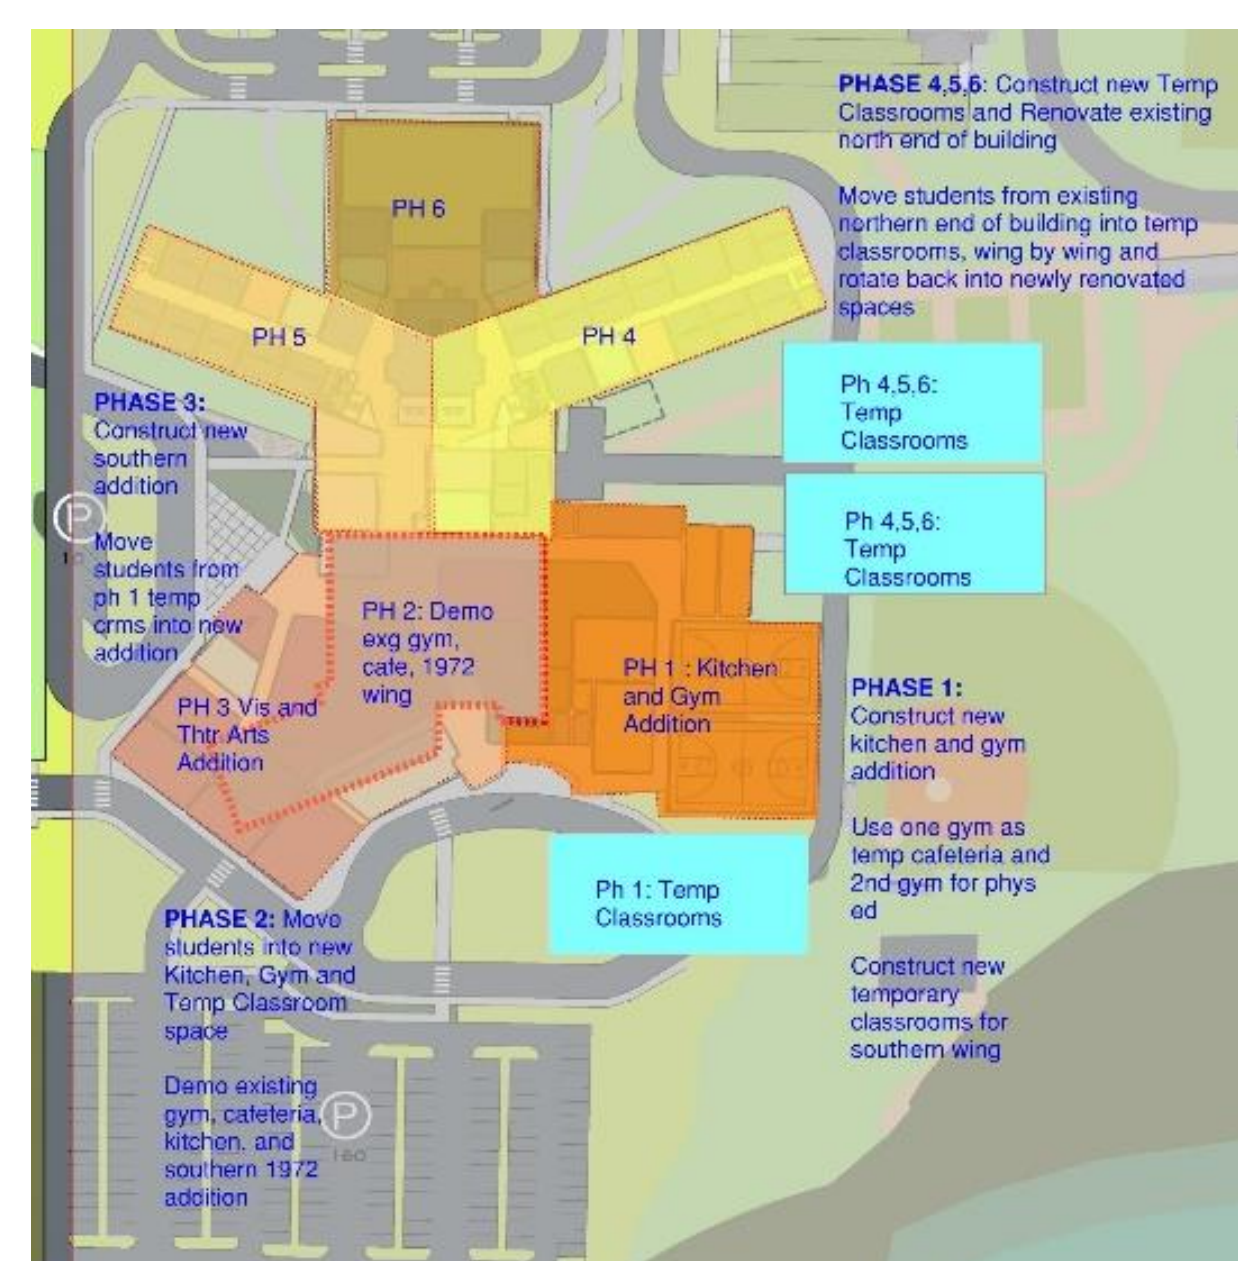 PHASE 4,5,6: Construct new Temp
Classrooms and Renovate existing
north end of building
Move students from existing
northern end of building into temp
classrooms, wing by wing and
rotate back into newly renovated
spaces
PH 6
PH 5
PH 4
Ph 4,5,6:
Temp
Classrooms
Ph 4,5,6:
Temp
Classrooms
PHASE 3:
Construct new
southern
addition
P
Move
students from
ph 1 temp
crms into new
addition
PH 2: Demo
exg gym,
cafe, 1972
wing
PH 1 : Kitchen
and Gym
Addition
PH 3 Vis and
Thtr Arts
Addition
PHASE 1:
Construct new
kitchen and gym
addition
Use one gym as
temp cafeteria and
2nd gym for phys
ed
Construct new
temporary
classrooms for
southern wing
Ph 1: Temp
Classrooms
PHASE 2: Move
students into new
Kitchen, Gym and
Temp Classroom
space
Demo existing
gym, cafeteria,
kitchen. and
southern 1972
addition
P
160